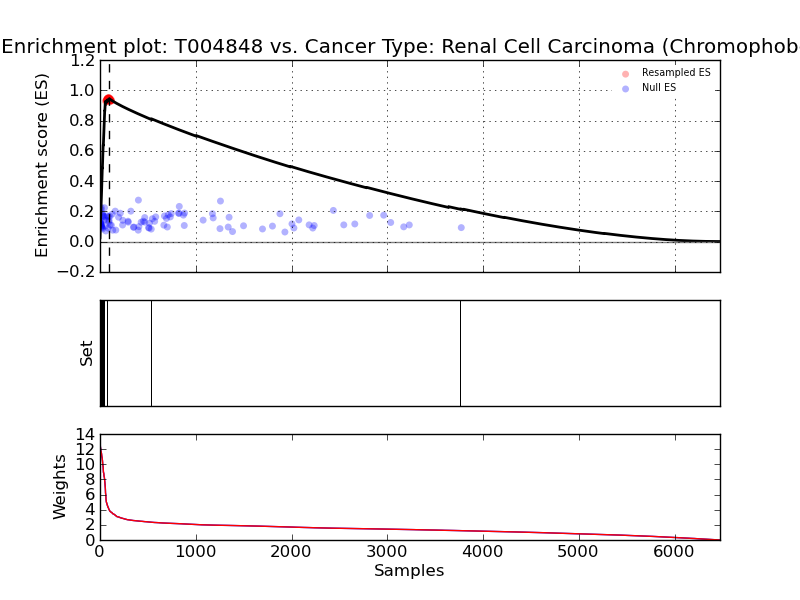 Enrichment plot: T004848 vs. Cancer Type: Renal Cell Carcinoma (Chromophob
1.2
1.0
0.8
0.6
0.4
0.2
0.0
−0.2
Enrichment score (ES)
Resampled ES
Null ES
Set
14
12
10
8
6
4
2
0
Weights
0 1000 2000 3000 4000 5000 6000
Samples